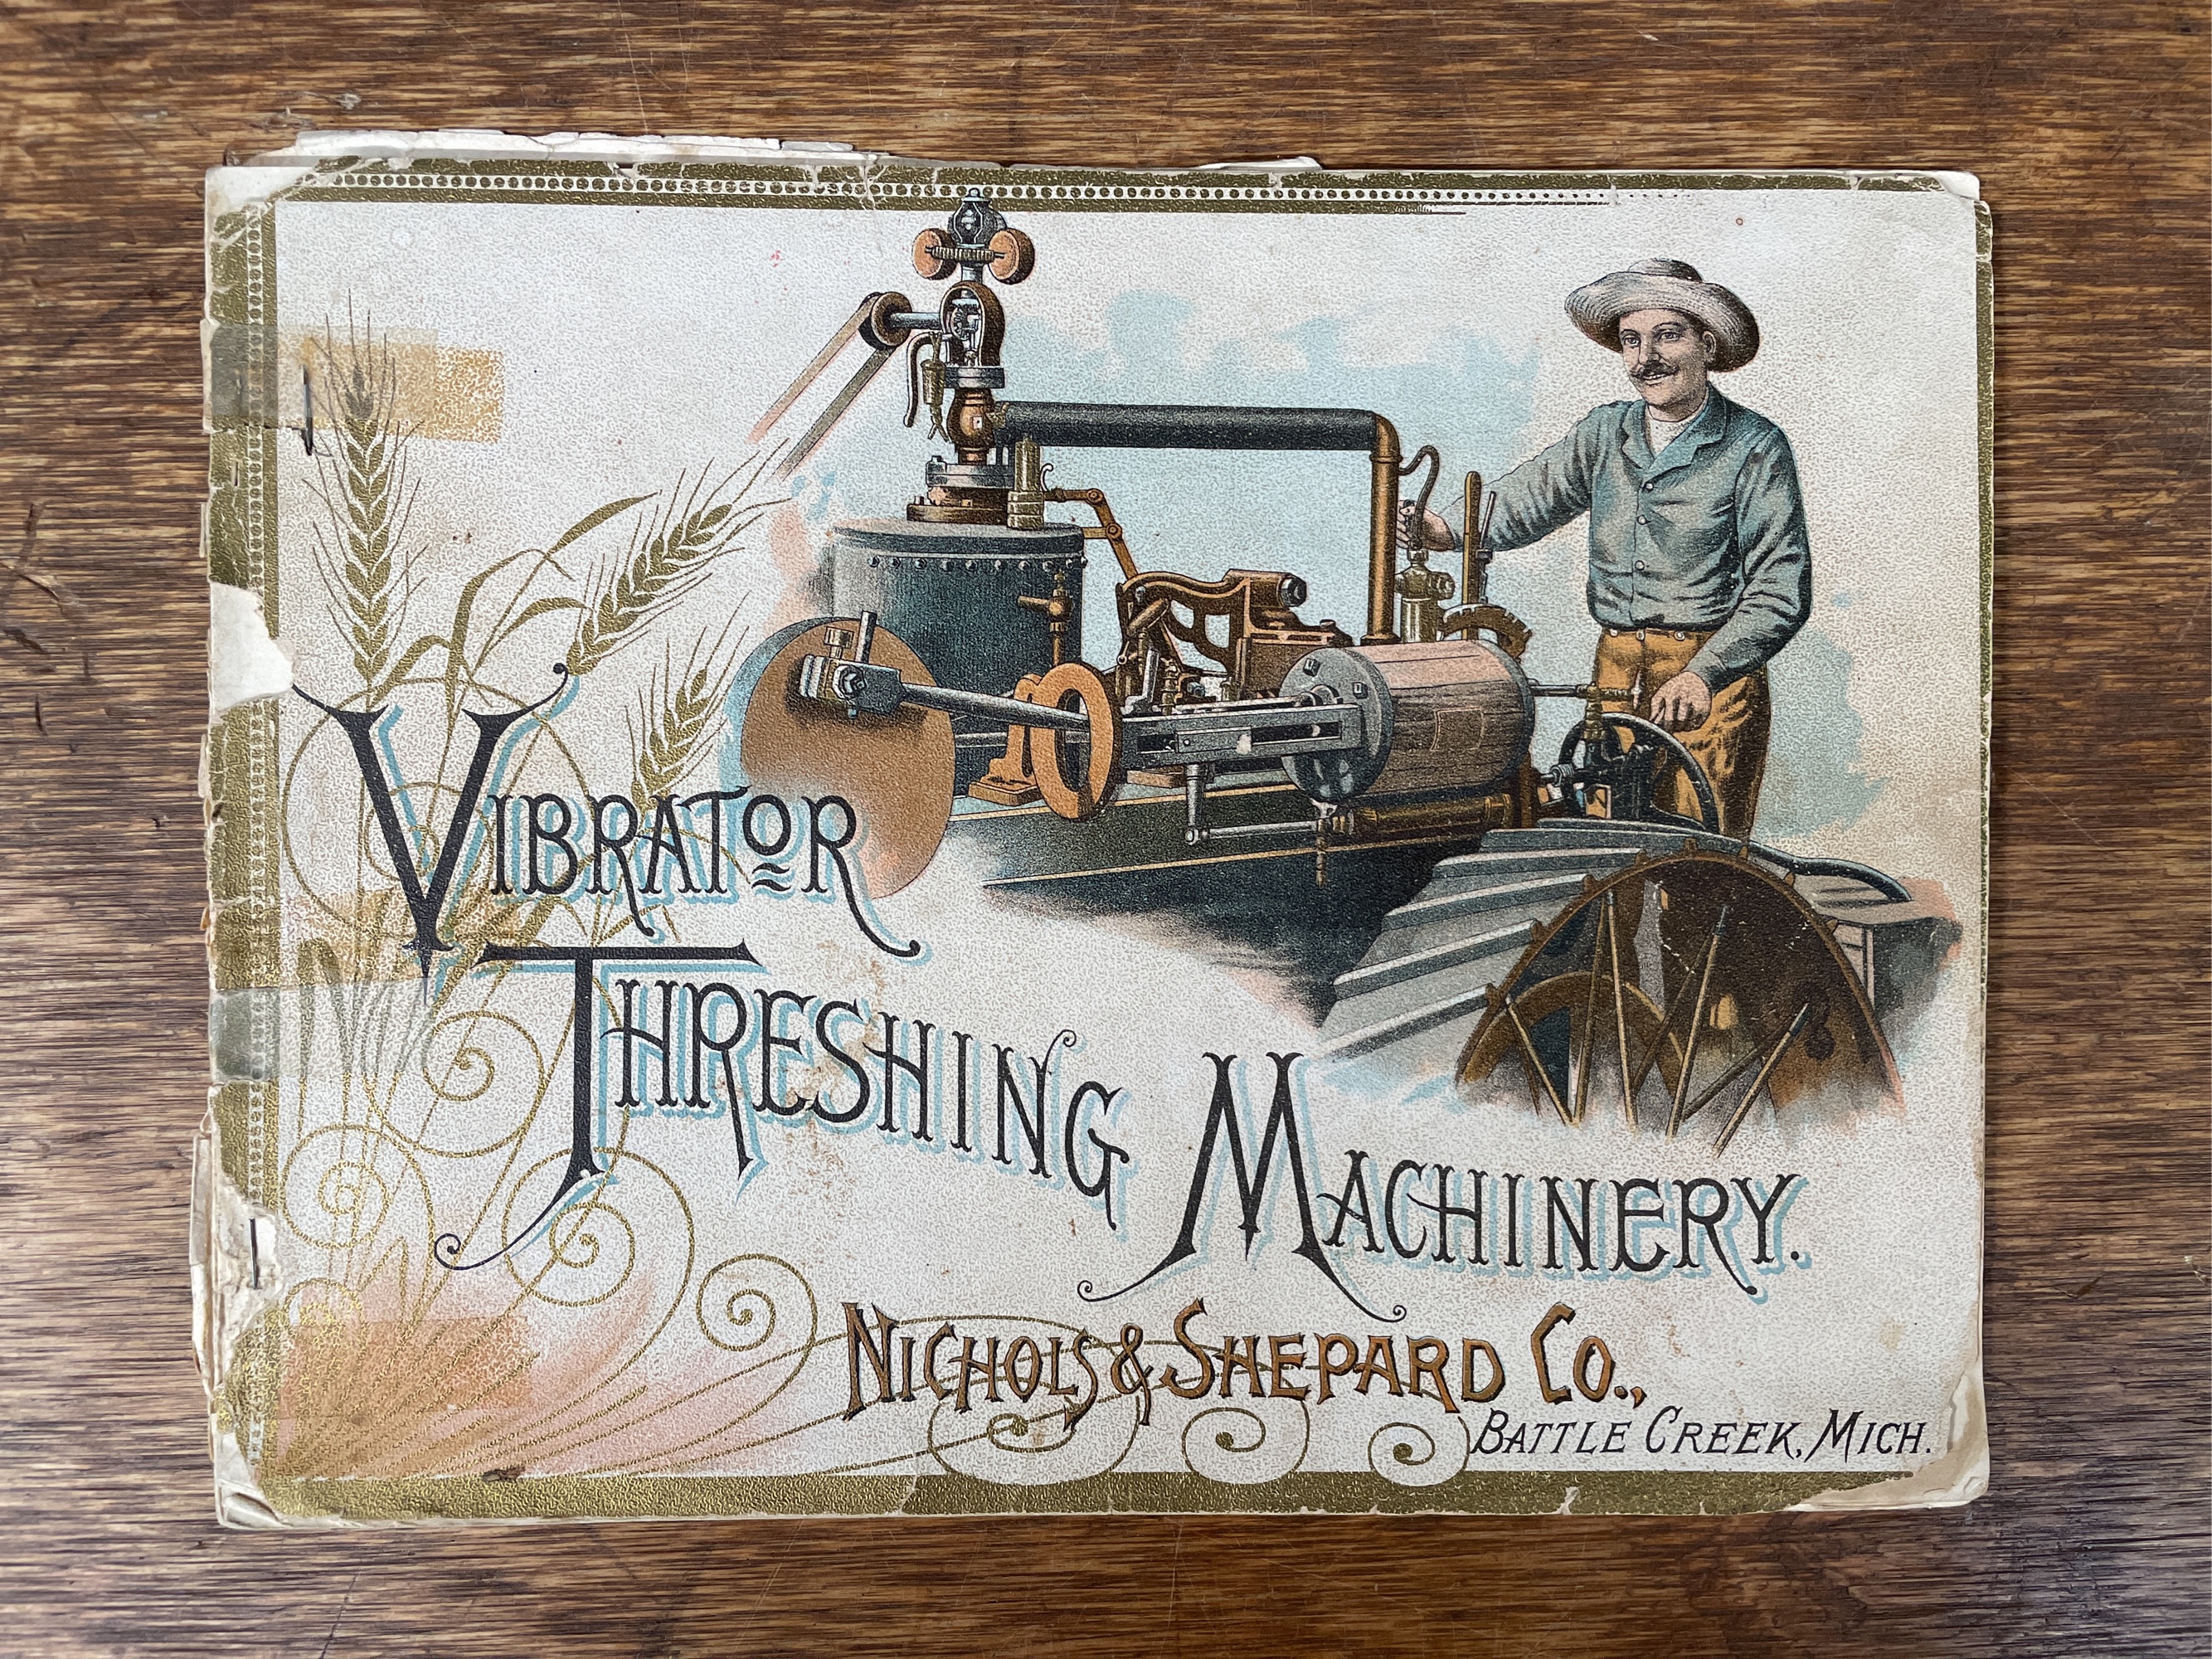 VIBRATOR
THRESHING MACHINERY.
NICHOLS & SHEPARD CO.,
BATTLE CREEK, MICH.